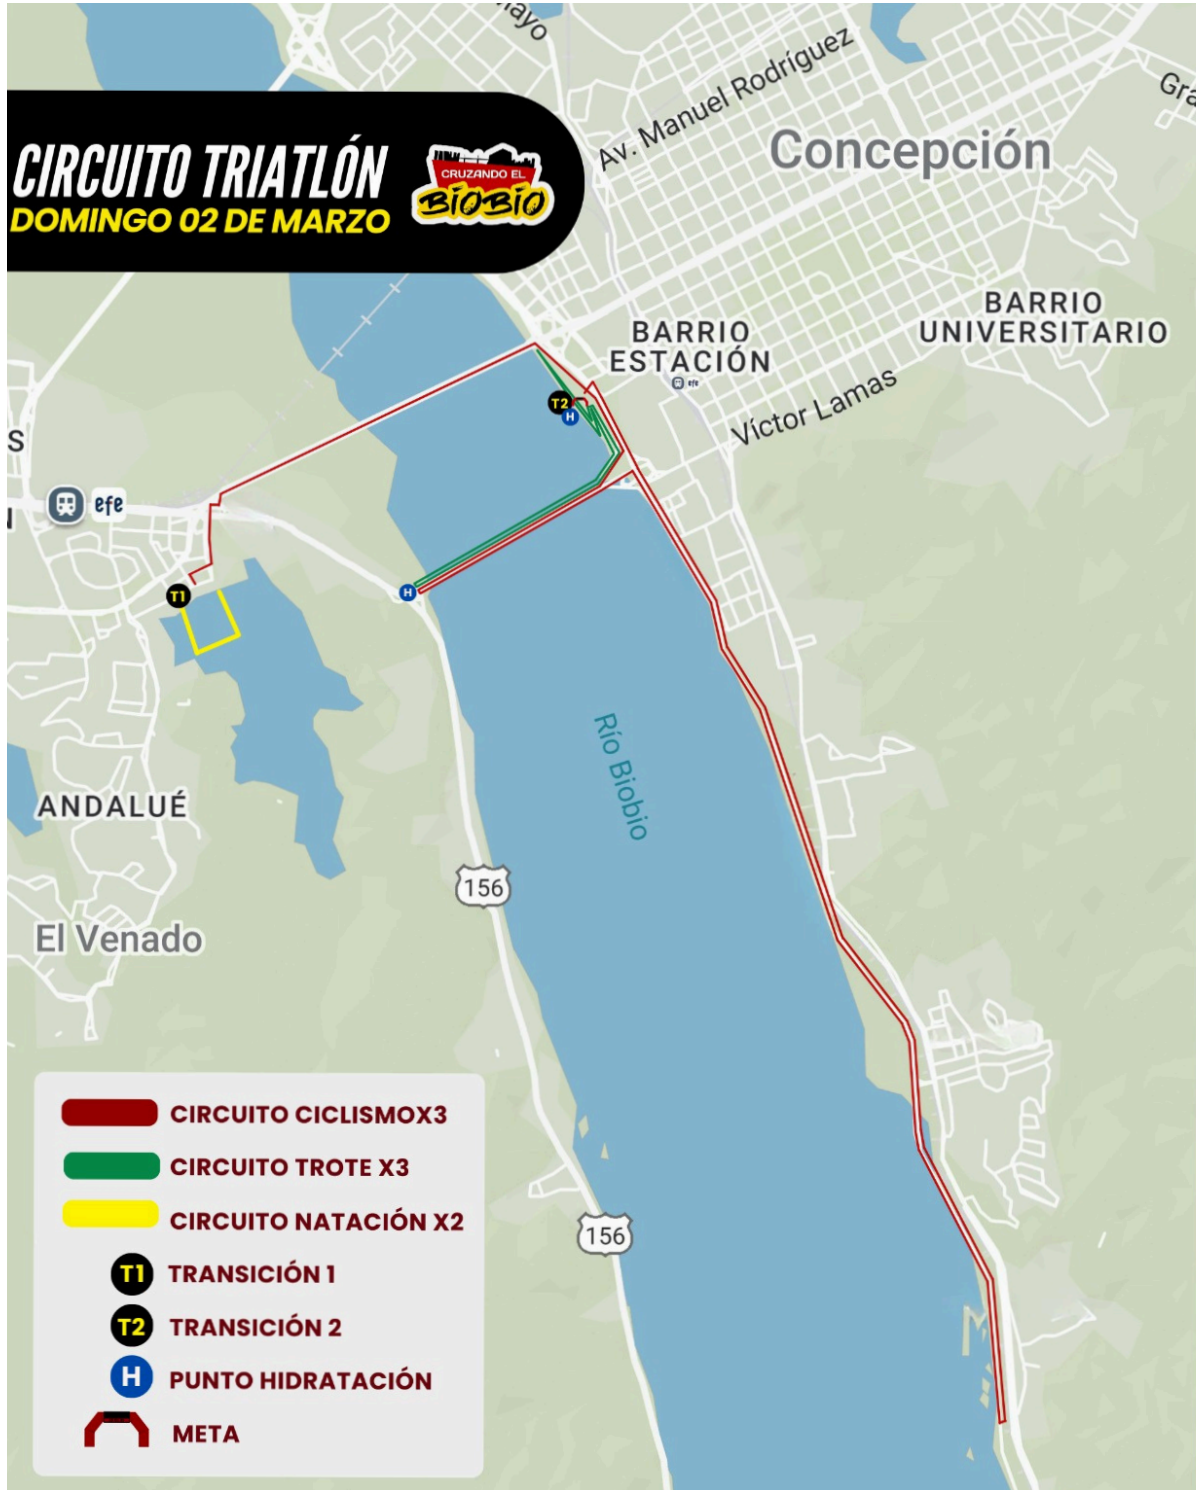 Av. Manuel Rodríguez
Concepción
CIRCUITO TRIATLÓN
DOMINGO 02 DE MARZO
CRUZANDO EL
BIOBIO
BARRIO
UNIVERSITARIO
BARRIO
ESTACIÓN
efe
Víctor Lamas
T2
H
S
efe
T1
H
Río Biobio
ANDALUÉ
156
El Venado
CIRCUITO CICLISMOX3
CIRCUITO TROTE X3
CIRCUITO NATACIÓN X2
156
T1 TRANSICIÓN 1
T2 TRANSICIÓN 2
H PUNTO HIDRATACIÓN
META